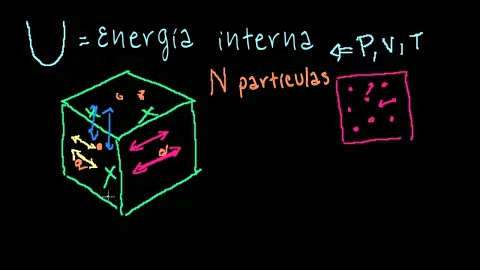 U = Energía interna ⇐ P, V, T
N partículas